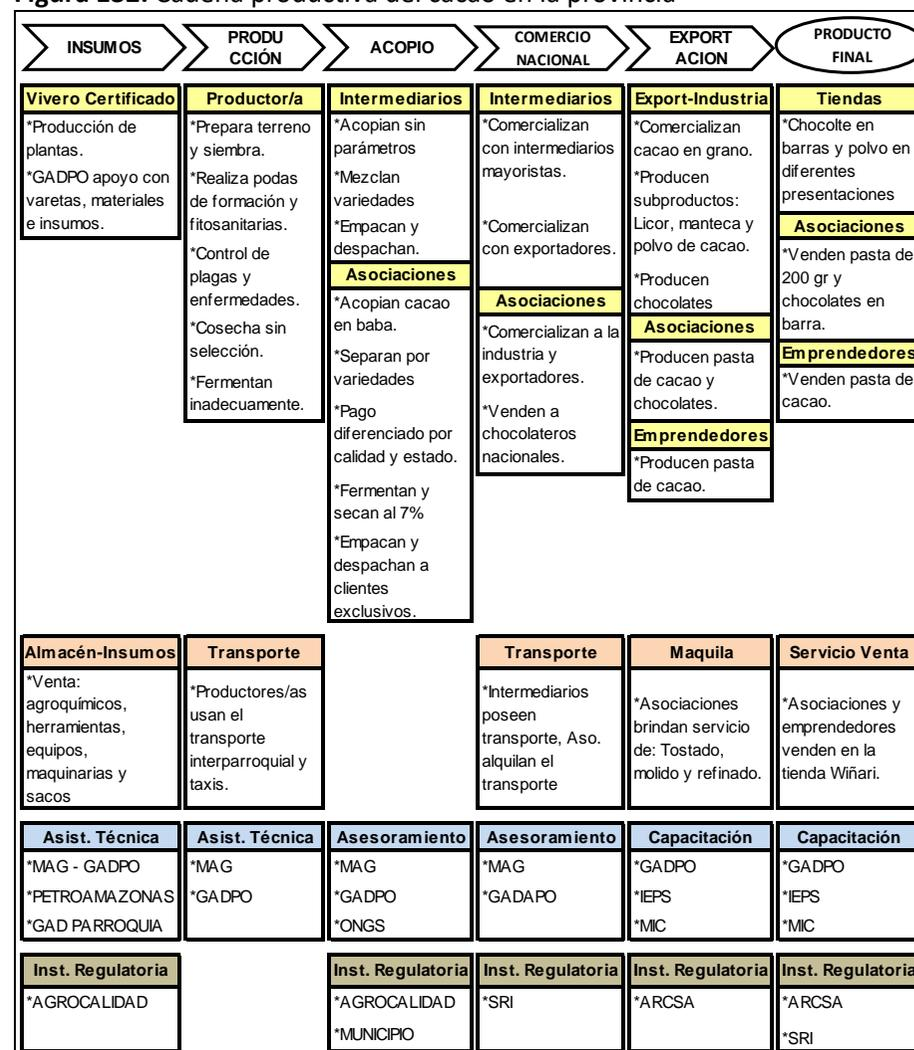 Figura 152. Cadena productiva del cacao en la provincia
INSUMOS
PRODU
CCIÓN
ACOPIO
COMERCIO
NACIONAL
EXPORT
ACION
PRODUCTO
FINAL
Vivero Certificado
*Producción de
plantas.
*GADPO apoyo con
varetas, materiales
e insumos.
Productor/a
*Prepara terreno
y siembra.
*Realiza podas
de formación y
fitosanitarias.
*Control de
plagas y
enfermedades.
*Cosecha sin
selección.
*Fermentan
inadecuamente.
Intermediarios
*Acopian sin
parámetros
*Mezclan
variedades
*Empacan y
despachan.
Asociaciones
*Acopian cacao
en baba.
*Separan por
variedades
*Pago
diferenciado por
calidad y estado.
*Fermentan y
secan al 7%
*Empacan y
despachan a
clientes
exclusivos.
Intermediarios
*Comercializan
con intermediarios
mayoristas.
*Comercializan
con exportadores.
Asociaciones
*Comercializan a la
industria y
exportadores.
*Venden a
chocolateros
nacionales.
Export-Industria
*Comercializan
cacao en grano.
*Producen
subproductos:
Licor, manteca y
polvo de cacao.
*Producen
chocolates
Asociaciones
*Producen pasta
de cacao y
chocolates.
Emprendedores
*Producen pasta
de cacao.
Tiendas
*Chocolte en
barras y polvo en
diferentes
presentaciones
Asociaciones
*Venden pasta de
200 gr y
chocolates en
barra.
Emprendedores
*Venden pasta de
cacao.
Almacén-Insumos
*Venta:
agroquímicos,
herramientas,
equipos,
maquinarias y
sacos
Transporte
*Productores/as
usan el
transporte
interparroquial y
taxis.
Transporte
*Intermediarios
poseen
transporte, Aso.
alquilan el
transporte
Maquila
*Asociaciones
brindan servicio
de: Tostado,
molido y refinado.
Servicio Venta
*Asociaciones y
emprendedores
venden en la
tienda Wiñari.
Asist. Técnica
*MAG - GADPO
*PETROAMAZONAS
*GAD PARROQUIA
Asist. Técnica
*MAG
*GADPO
Asesoramiento
*MAG
*GADPO
*ONGS
Asesoramiento
*MAG
*GADAPO
Capacitación
*GADPO
*IEPS
*MIC
Capacitación
*GADPO
*IEPS
*MIC
Inst. Regulatoria
*AGROCALIDAD
Inst. Regulatoria
*AGROCALIDAD
*MUNICIPIO
Inst. Regulatoria
*SRI
Inst. Regulatoria
*ARCSA
Inst. Regulatoria
*ARCSA
*SRI